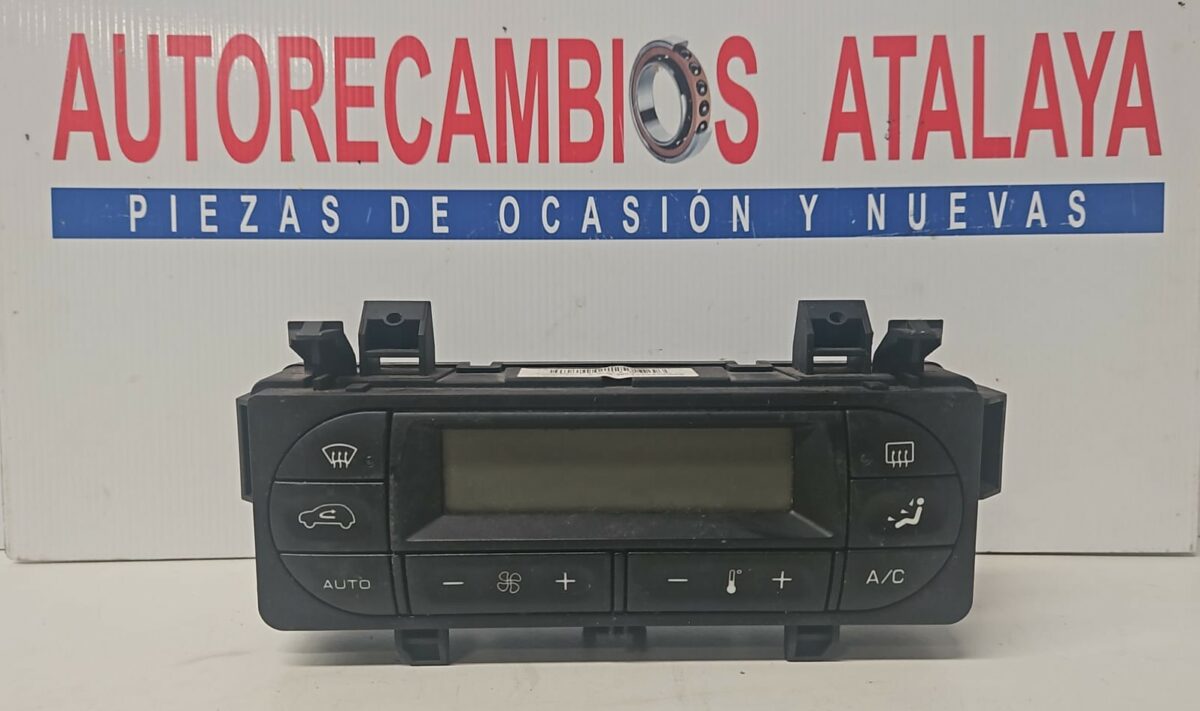 AUTORECAMBIOS ATALAYA
PIEZAS DE OCASIÓN Y NUEVAS
AUTO
− +
− +
A/C